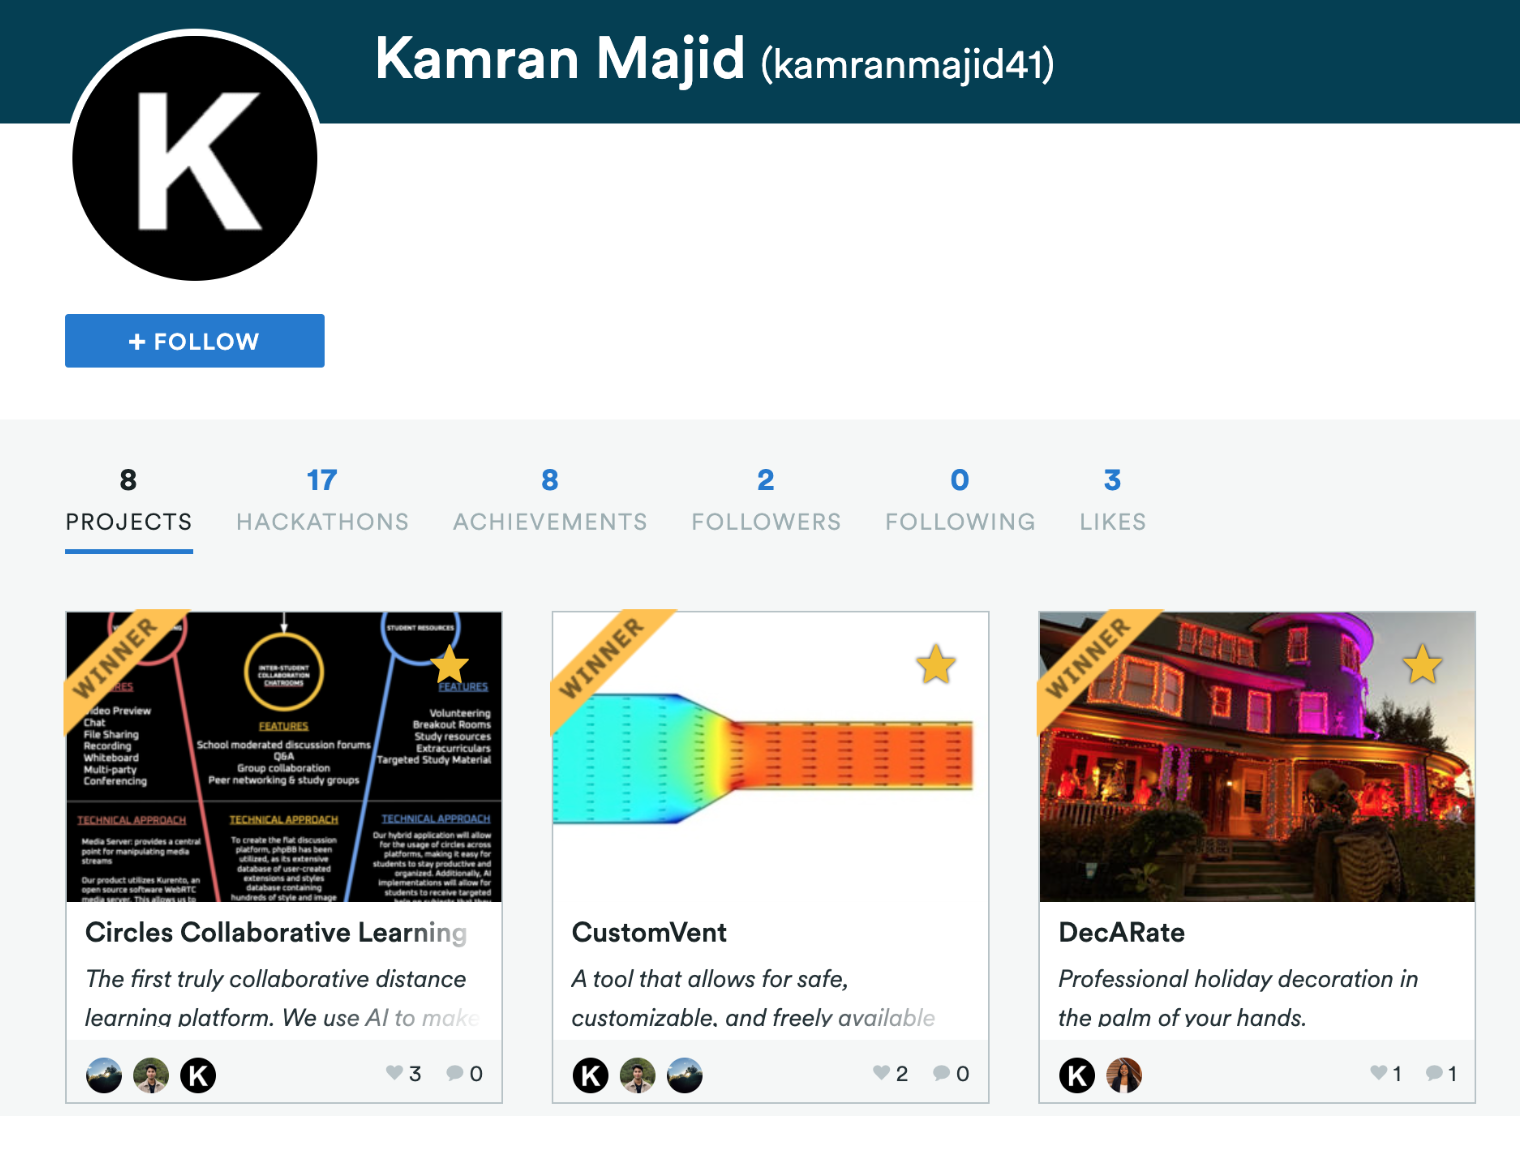 Kamran Majid (kamranmajid41)
K
+ FOLLOW
8
PROJECTS
17
HACKATHONS
8
ACHIEVEMENTS
2
FOLLOWERS
0
FOLLOWING
3
LIKES
WINNER
STUDENT RESOURCES
INTER-STUDENT
COLLABORATION
CHATROOMS
Video Preview
Chat
File Sharing
Recording
Whiteboard
Multi-party
Conferencing
FEATURES
School moderated discussion forums
Q&A
Group collaboration
Peer networking & study groups
FEATURES
Volunteering
Breakout Rooms
Study resources
Extracurriculars
Targeted Study Material
TECHNICAL APPROACH
Media Server: provides a central
point for manipulating media
streams
Our product utilizes Kurento, an
open source software WebRTC
media server. This allows us to
TECHNICAL APPROACH
To create the flat discussion
platform, phpBB has been
utilized, as its extensive
database of user-created
extensions and styles
database containing
hundreds of style and image
TECHNICAL APPROACH
Our hybrid application will allow
for the usage of circles across
platforms, making it easy for
students to stay productive and
organized. Additionally, AI
implementations will allow for
students to receive targeted
help on subjects that they
Circles Collaborative Learning
The first truly collaborative distance
learning platform. We use AI to make
K
3
0
WINNER
CustomVent
A tool that allows for safe,
customizable, and freely available
K
2
0
WINNER
DecARate
Professional holiday decoration in
the palm of your hands.
K
1
1